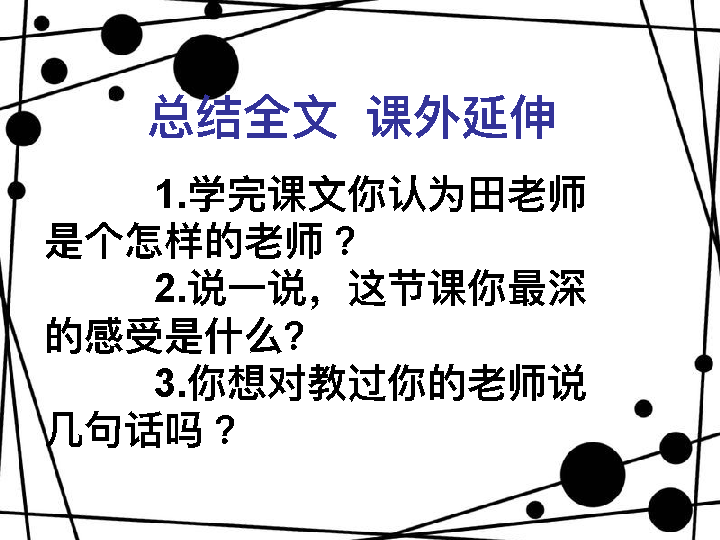 总结全文 课外延伸
1.学完课文你认为田老师
是个怎样的老师？
2.说一说，这节课你最深
的感受是什么?
3.你想对教过你的老师说
几句话吗？